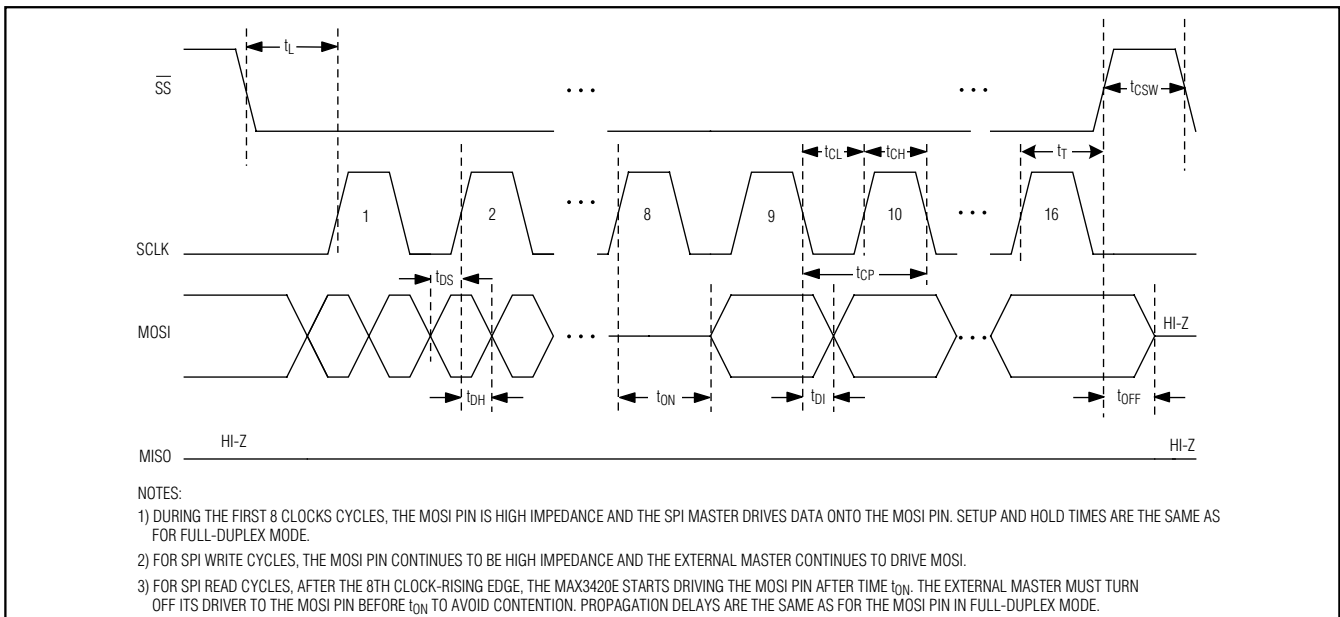 tL
SS
• • •
• • •
tCSW
tCL
tCH
tT
1
2
• • •
8
9
10
• • •
16
SCLK
tDS
tCP
MOSI
• • •
• • •
HI-Z
tDH
tON
tDI
tOFF
HI-Z
HI-Z
MISO
NOTES:
1) DURING THE FIRST 8 CLOCKS CYCLES, THE MOSI PIN IS HIGH IMPEDANCE AND THE SPI MASTER DRIVES DATA ONTO THE MOSI PIN. SETUP AND HOLD TIMES ARE THE SAME AS
FOR FULL-DUPLEX MODE.
2) FOR SPI WRITE CYCLES, THE MOSI PIN CONTINUES TO BE HIGH IMPEDANCE AND THE EXTERNAL MASTER CONTINUES TO DRIVE MOSI.
3) FOR SPI READ CYCLES, AFTER THE 8TH CLOCK-RISING EDGE, THE MAX3420E STARTS DRIVING THE MOSI PIN AFTER TIME tON. THE EXTERNAL MASTER MUST TURN
OFF ITS DRIVER TO THE MOSI PIN BEFORE tON TO AVOID CONTENTION. PROPAGATION DELAYS ARE THE SAME AS FOR THE MOSI PIN IN FULL-DUPLEX MODE.